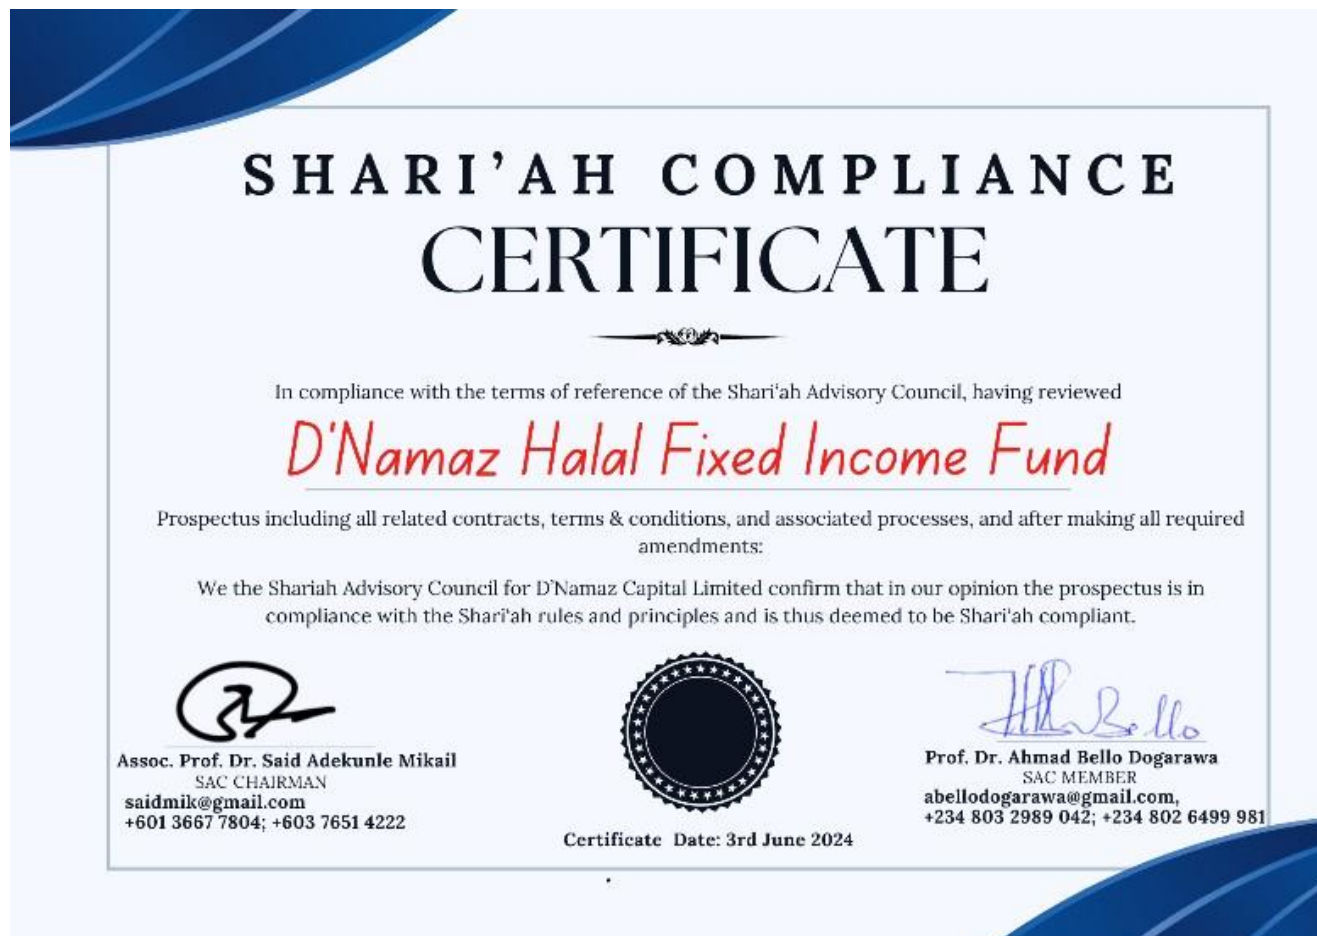 SHARI'AH COMPLIANCE
CERTIFICATE
In compliance with the terms of reference of the Shari'ah Advisory Council, having reviewed
D'Namaz Halal Fixed Income Fund
Prospectus including all related contracts, terms & conditions, and associated processes, and after making all required
amendments:
We the Shariah Advisory Council for D`Namaz Capital Limited confirm that in our opinion the prospectus is in
compliance with the Shari'ah rules and principles and is thus deemed to be Shari'ah compliant.
Assoc. Prof. Dr. Said Adekunle Mikail
SAC CHAIRMAN
saidmik@gmail.com
+601 3667 7804; +603 7651 4222
Bello
Prof. Dr. Ahmad Bello Dogarawa
SAC MEMBER
abellodogarawa@gmail.com,
+234 803 2989 042; +234 802 6499 981
Certificate Date: 3rd June 2024